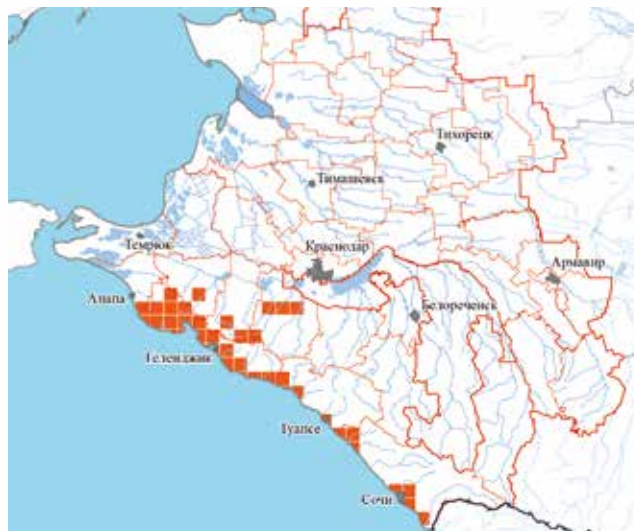 Тихорецк
Тимашевск
Темрюк
Краснодар
Армавир
Анапа
Белореченск
Геленджик
Туапсе
Сочи